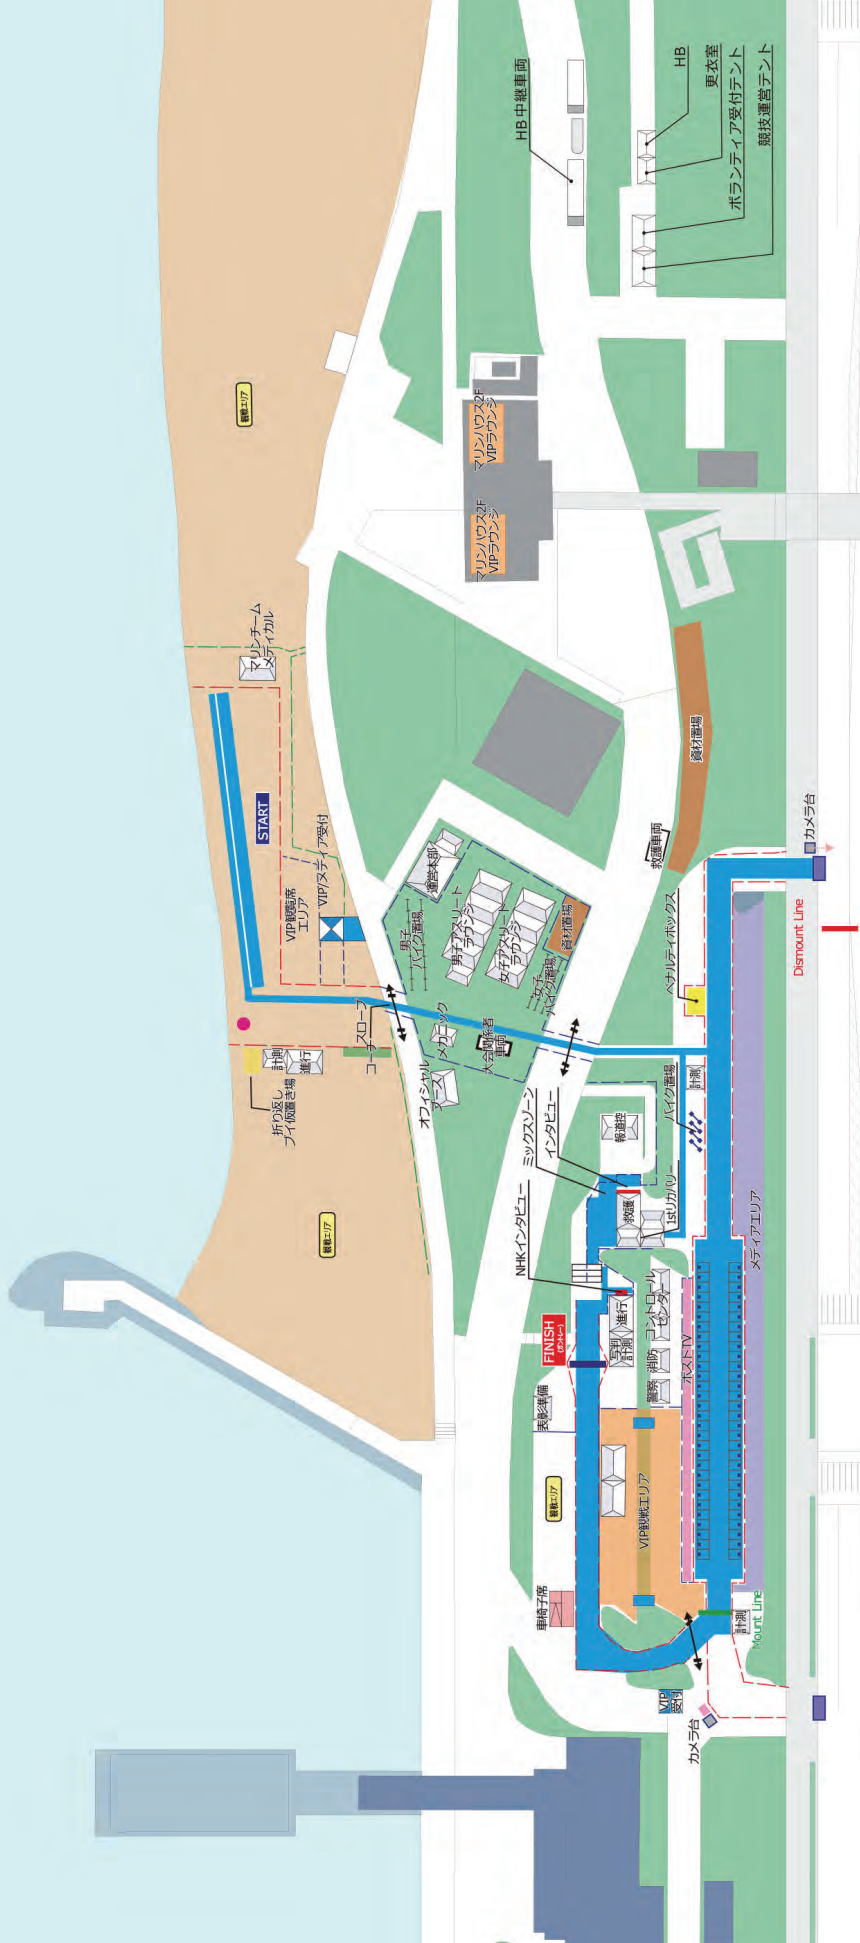 HB 中継車両
HB
更衣室
ボランティア受付テント
競技運営テント
観戦エリア
マリンハウス2F
VIPラウンジ
マリンハウス2F
VIPラウンジ
マリンチーム
メディカル
資材置場
START
VIP観覧席
エリア
VIP/メディア受付
カメラ台
救護車両
運営本部
男子
バイク置場
男子アスリート
ラウンジ
女子アスリート
ラウンジ
資材置場
女子
バイク置場
ペナルティボックス
Dismount Line
コーチ
スロープ
メカニック
大会関係者
車両
オフィシャル
ブース
計測
進行
折り返し
ブイ仮置き場
観戦エリア
ミックスゾーン
インタビュー
報道控
バイク置場
計測
NHKインタビュー
救護
1stリカバリー
メディアエリア
FINISH
進行
写判
計測
コントロール
センター
消防
警察
ポストTV
表彰準備
観戦エリア
VIP観戦エリア
車椅子席
計測
Mount Line
VIP
受付
カメラ台